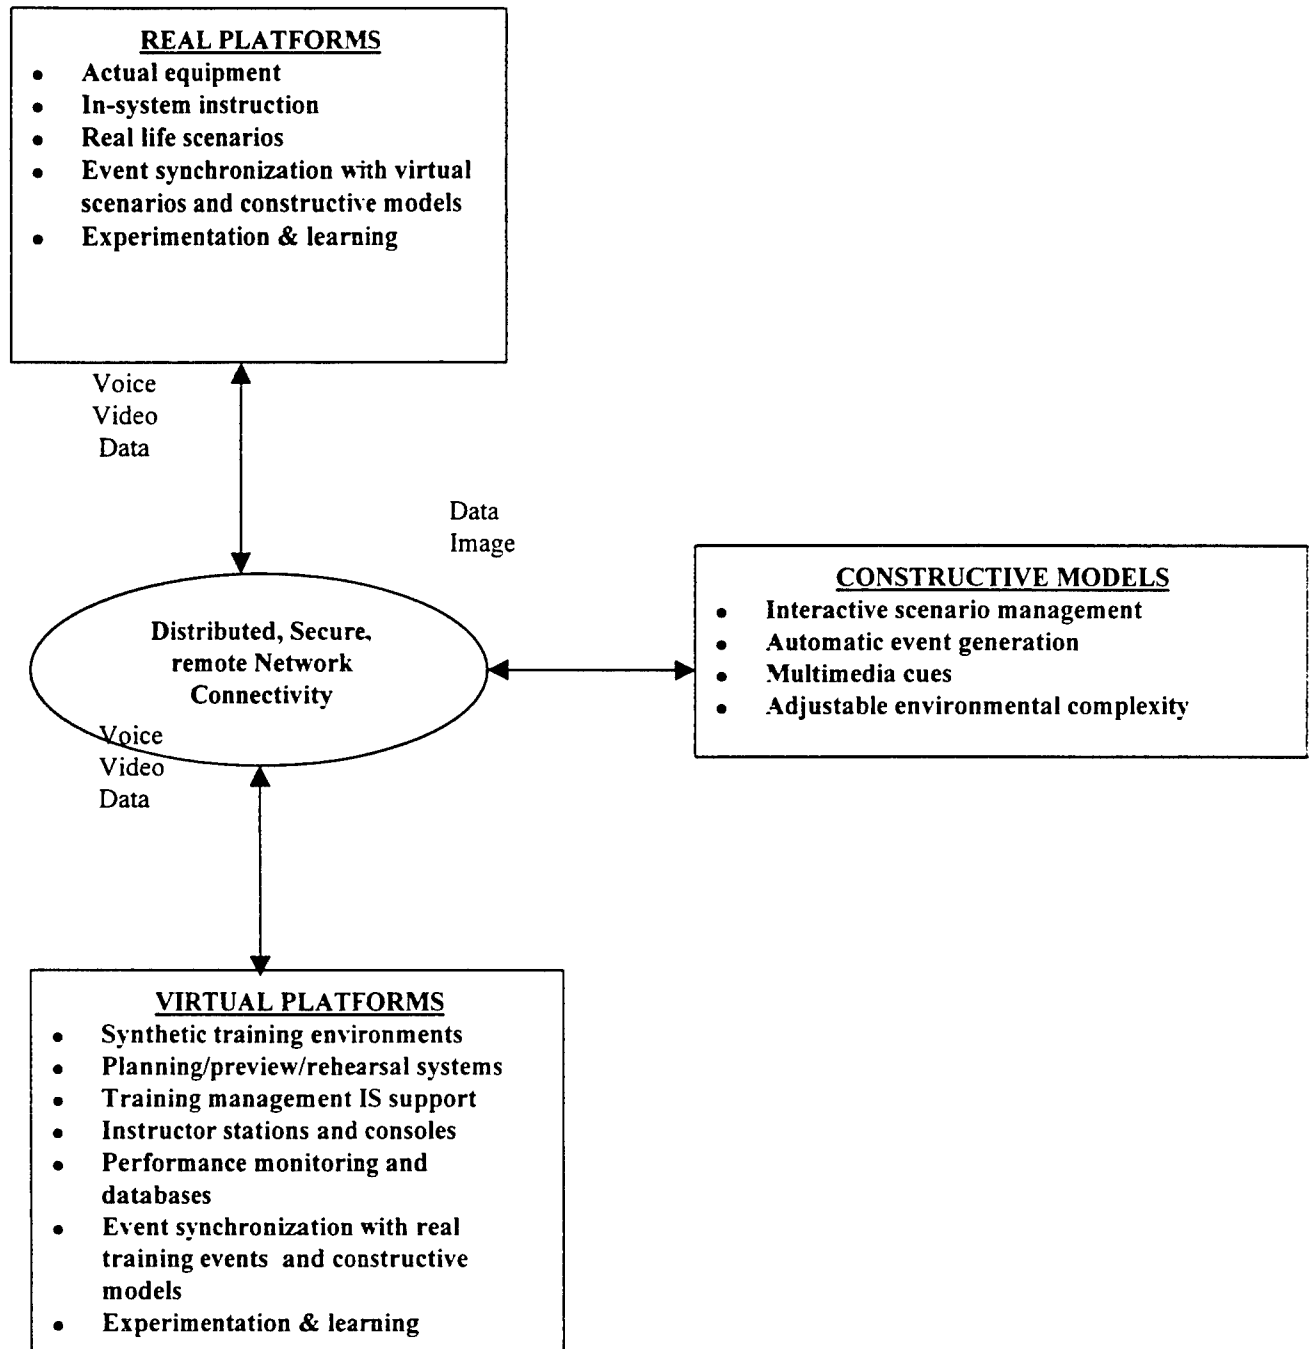 REAL PLATFORMS
• Actual equipment
• In-system instruction
• Real life scenarios
• Event synchronization with virtual
scenarios and constructive models
• Experimentation & learning
Voice
Video
Data
Data
Image
CONSTRUCTIVE MODELS
• Interactive scenario management
• Automatic event generation
• Multimedia cues
• Adjustable environmental complexity
Distributed, Secure,
remote Network
Connectivity
Voice
Video
Data
VIRTUAL PLATFORMS
• Synthetic training environments
• Planning/preview/rehearsal systems
• Training management IS support
• Instructor stations and consoles
• Performance monitoring and
databases
• Event synchronization with real
training events and constructive
models
• Experimentation & learning